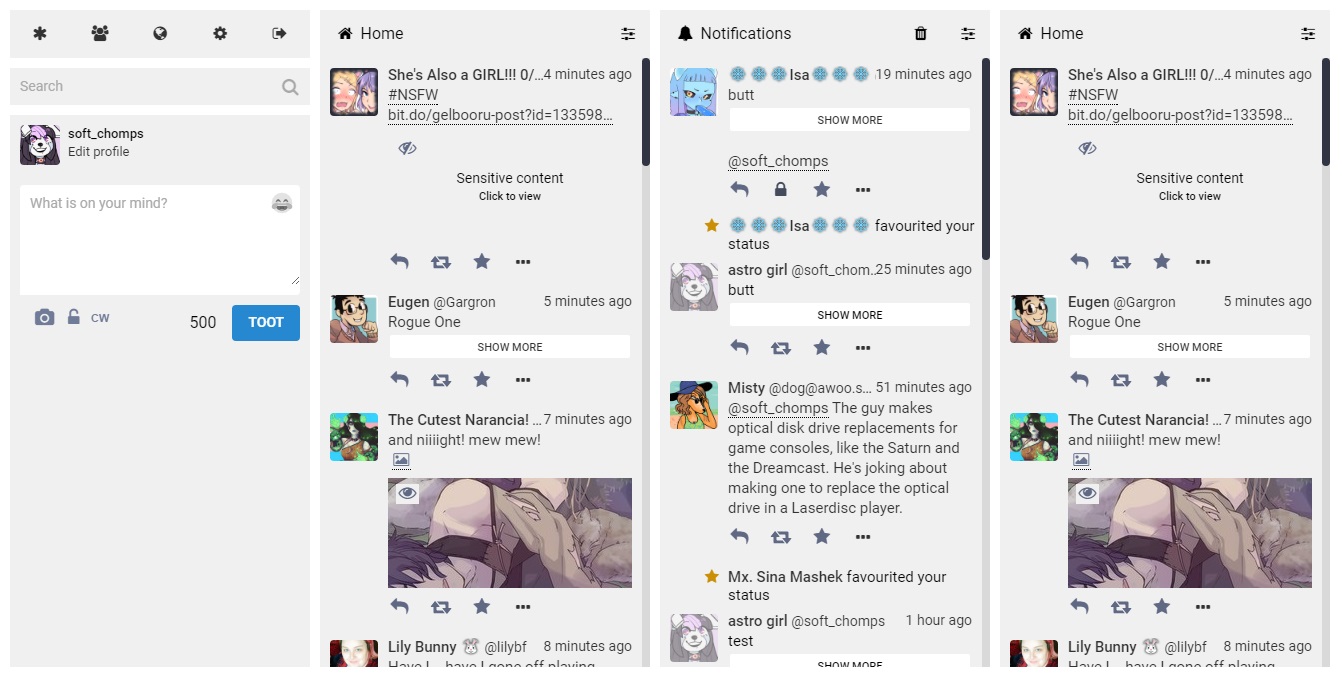 Search
soft_chomps
Edit profile
What is on your mind?
CW
500
TOOT
Home
She's Also a GIRL!!! 0/...4 minutes ago
#NSFW
bit.do/gelbooru-post?id=133598...
Sensitive content
Click to view
Eugen @Gargron 5 minutes ago
Rogue One
SHOW MORE
The Cutest Narancia! ...7 minutes ago
and niiiight! mew mew!
Lily Bunny @lilybf 8 minutes ago
Have I... have I gone off playing
Notifications
Isa 19 minutes ago
butt
SHOW MORE
@soft_chomps
Isa favourited your
status
astro girl @soft_chom...25 minutes ago
butt
SHOW MORE
Misty @dog@awoo.s... 51 minutes ago
@soft_chomps The guy makes
optical disk drive replacements for
game consoles, like the Saturn and
the Dreamcast. He's joking about
making one to replace the optical
drive in a Laserdisc player.
Mx. Sina Mashek favourited your
status
astro girl @soft_chomps 1 hour ago
test
SHOW MORE
Home
She's Also a GIRL!!! 0/...4 minutes ago
#NSFW
bit.do/gelbooru-post?id=133598...
Sensitive content
Click to view
Eugen @Gargron 5 minutes ago
Rogue One
SHOW MORE
The Cutest Narancia! ...7 minutes ago
and niiiight! mew mew!
Lily Bunny @lilybf 8 minutes ago
Have I... have I gone off playing